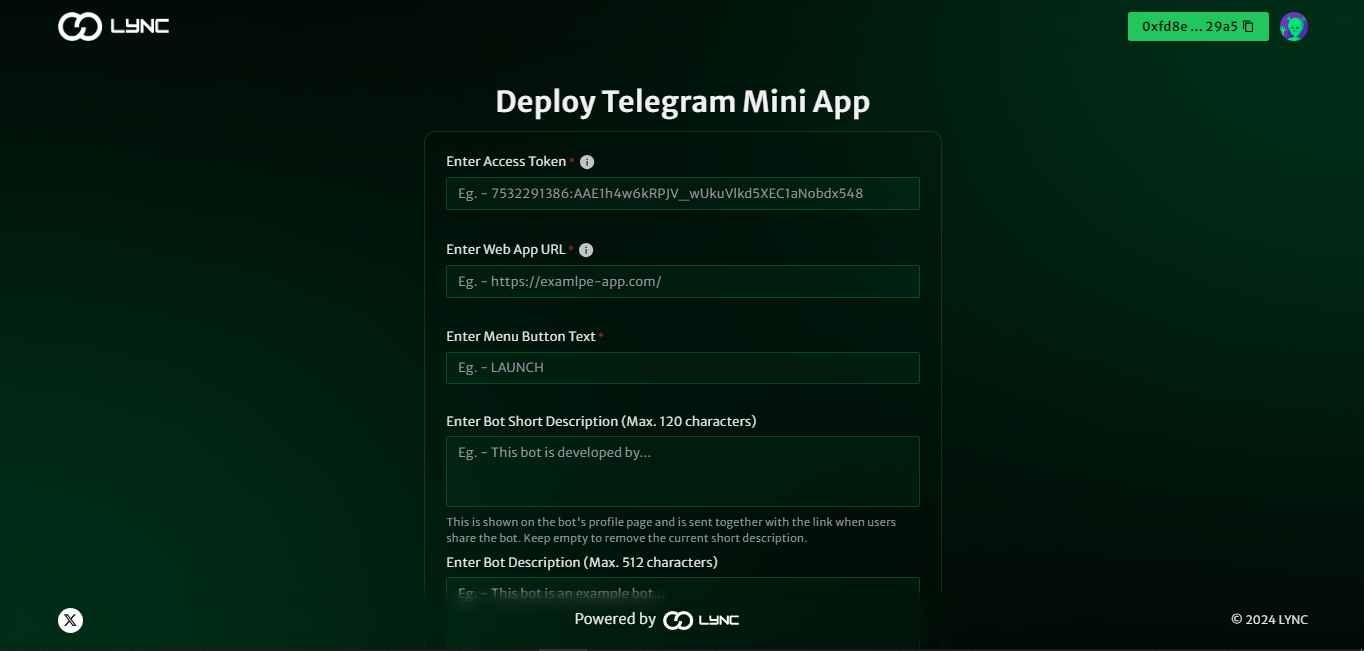 LYNC
0xfd8e ... 29a5
Deploy Telegram Mini App
Enter Access Token *
Eg. - 7532291386:AAE1h4w6kRPJV_wUkuVlkd5XEC1aNobdx548
Enter Web App URL *
Eg. - https://examlpe-app.com/
Enter Menu Button Text *
Eg. - LAUNCH
Enter Bot Short Description (Max. 120 characters)
Eg. - This bot is developed by...
This is shown on the bot's profile page and is sent together with the link when users
share the bot. Keep empty to remove the current short description.
Enter Bot Description (Max. 512 characters)
Eg. - This bot is an example bot...
Powered by LYNC
© 2024 LYNC